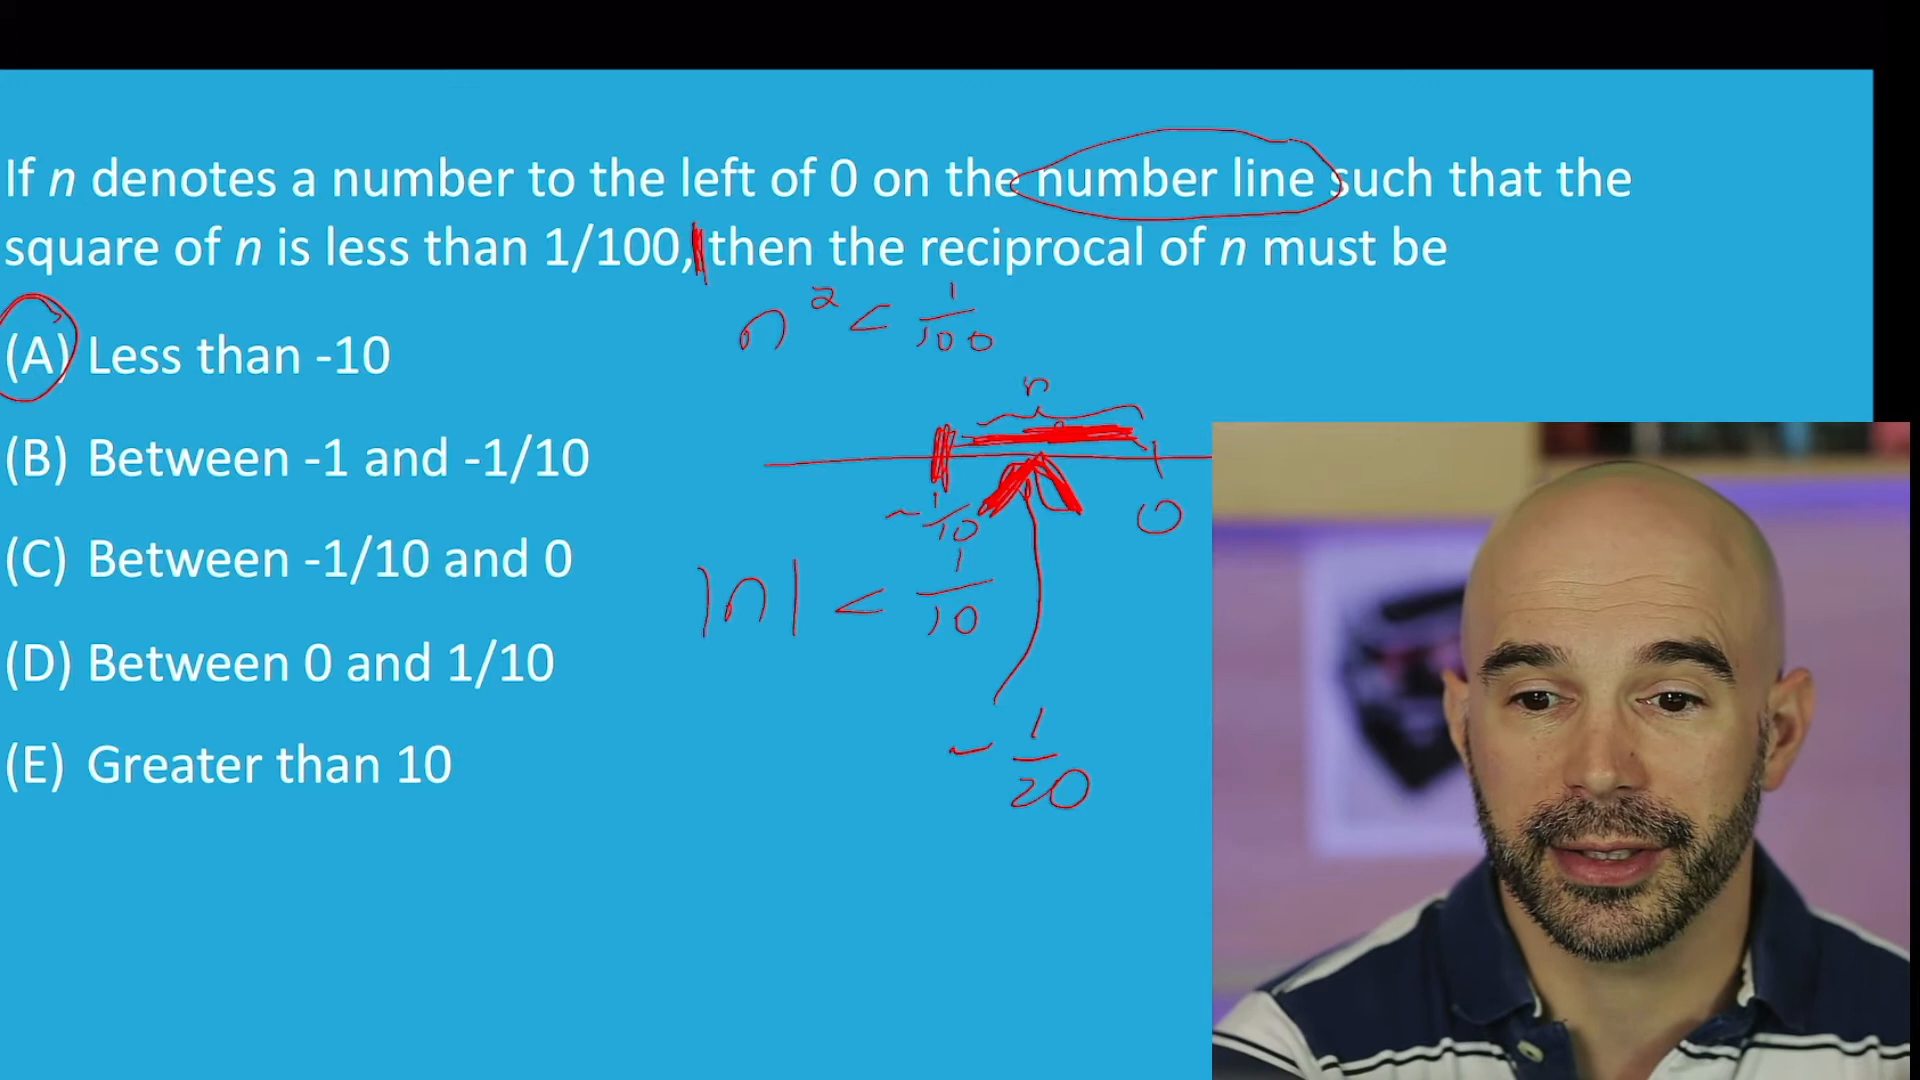 If n denotes a number to the left of 0 on the number line such that the
square of n is less than 1/100, then the reciprocal of n must be
n² < 1/100
(A) Less than -10
n
(B) Between -1 and -1/10
-1/10
0
(C) Between -1/10 and 0
|n| < 1/10
(D) Between 0 and 1/10
-1/20
(E) Greater than 10